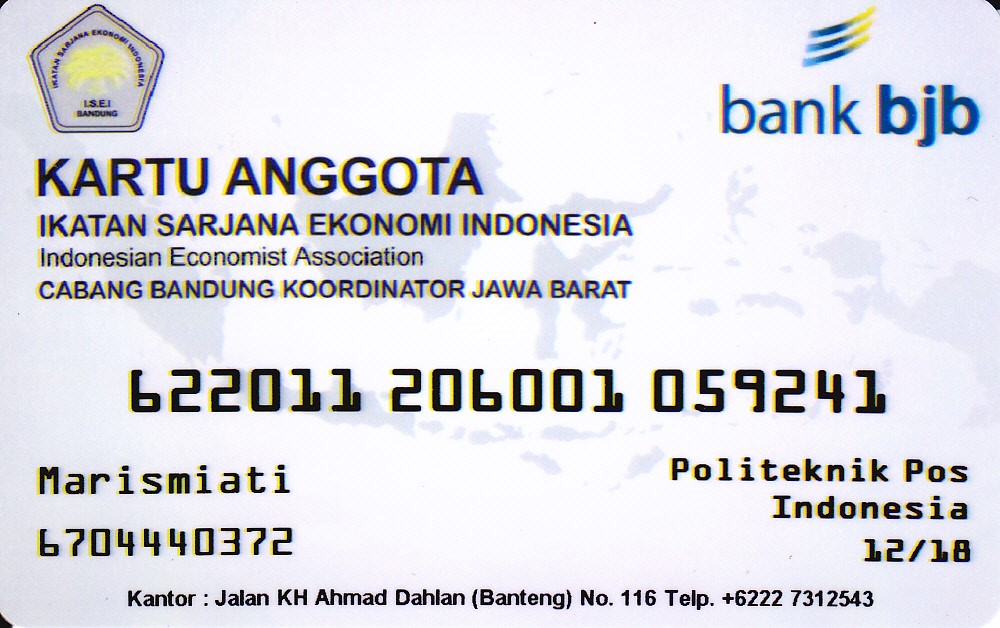 IKATAN SARJANA EKONOMI INDONESIA
I.S.E.I
BANDUNG
bank bjb
KARTU ANGGOTA
IKATAN SARJANA EKONOMI INDONESIA
Indonesian Economist Association
CABANG BANDUNG KOORDINATOR JAWA BARAT
622011 206001 059241
Marismiati
6704440372
Politeknik Pos
Indonesia
12/18
Kantor : Jalan KH Ahmad Dahlan (Banteng) No. 116 Telp. +6222 7312543